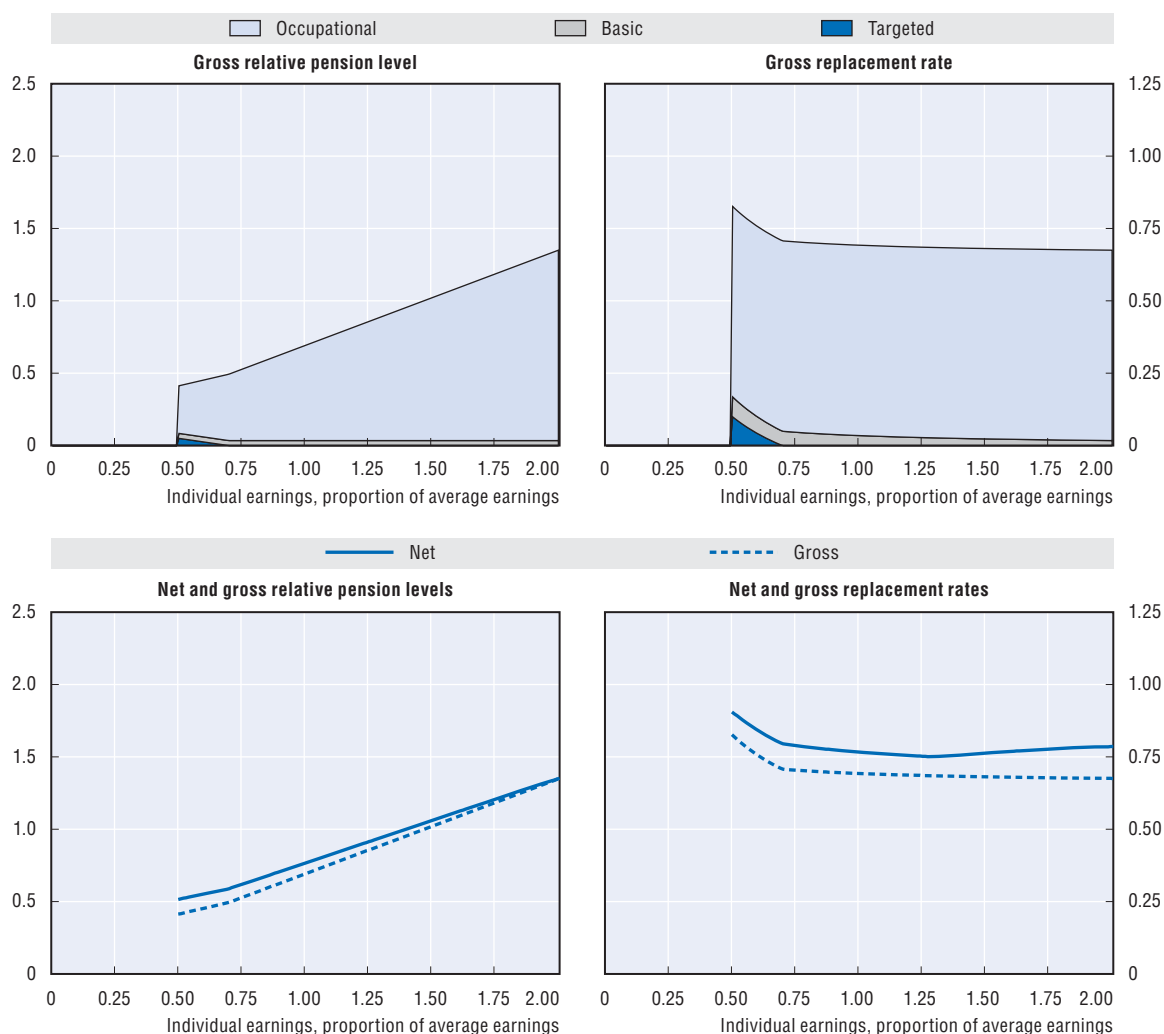 Occupational Basic Targeted
Gross relative pension level
Gross replacement rate
2.5 1.25
2.0 1.00
1.5 0.75
1.0 0.50
0.5 0.25
0 0
0 0.25 0.50 0.75 1.00 1.25 1.50 1.75 2.00
0 0.25 0.50 0.75 1.00 1.25 1.50 1.75 2.00
Individual earnings, proportion of average earnings
Individual earnings, proportion of average earnings
Net Gross
Net and gross relative pension levels
Net and gross replacement rates
2.5 1.25
2.0 1.00
1.5 0.75
1.0 0.50
0.5 0.25
0 0
0 0.25 0.50 0.75 1.00 1.25 1.50 1.75 2.00
0 0.25 0.50 0.75 1.00 1.25 1.50 1.75 2.00
Individual earnings, proportion of average earnings
Individual earnings, proportion of average earnings